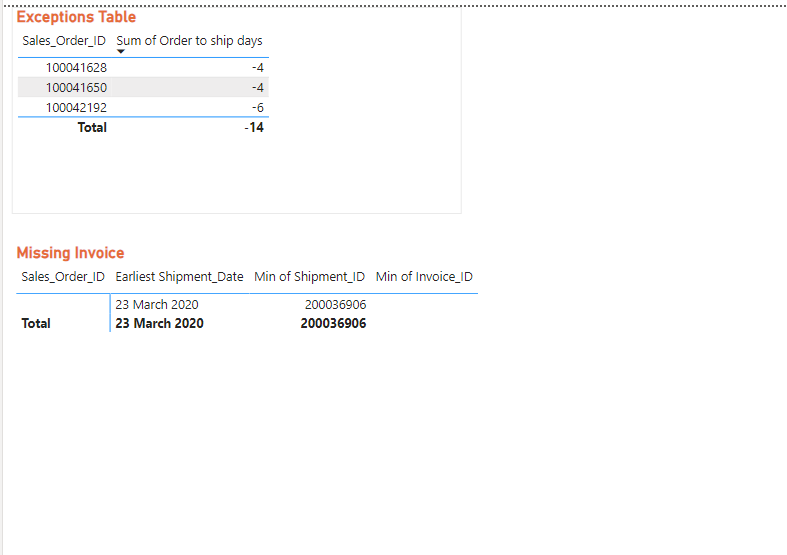 Exceptions Table
Sales_Order_ID Sum of Order to ship days
100041628 -4
100041650 -4
100042192 -6
Total -14
Missing Invoice
Sales_Order_ID Earliest Shipment_Date Min of Shipment_ID Min of Invoice_ID
23 March 2020 200036906
Total 23 March 2020 200036906